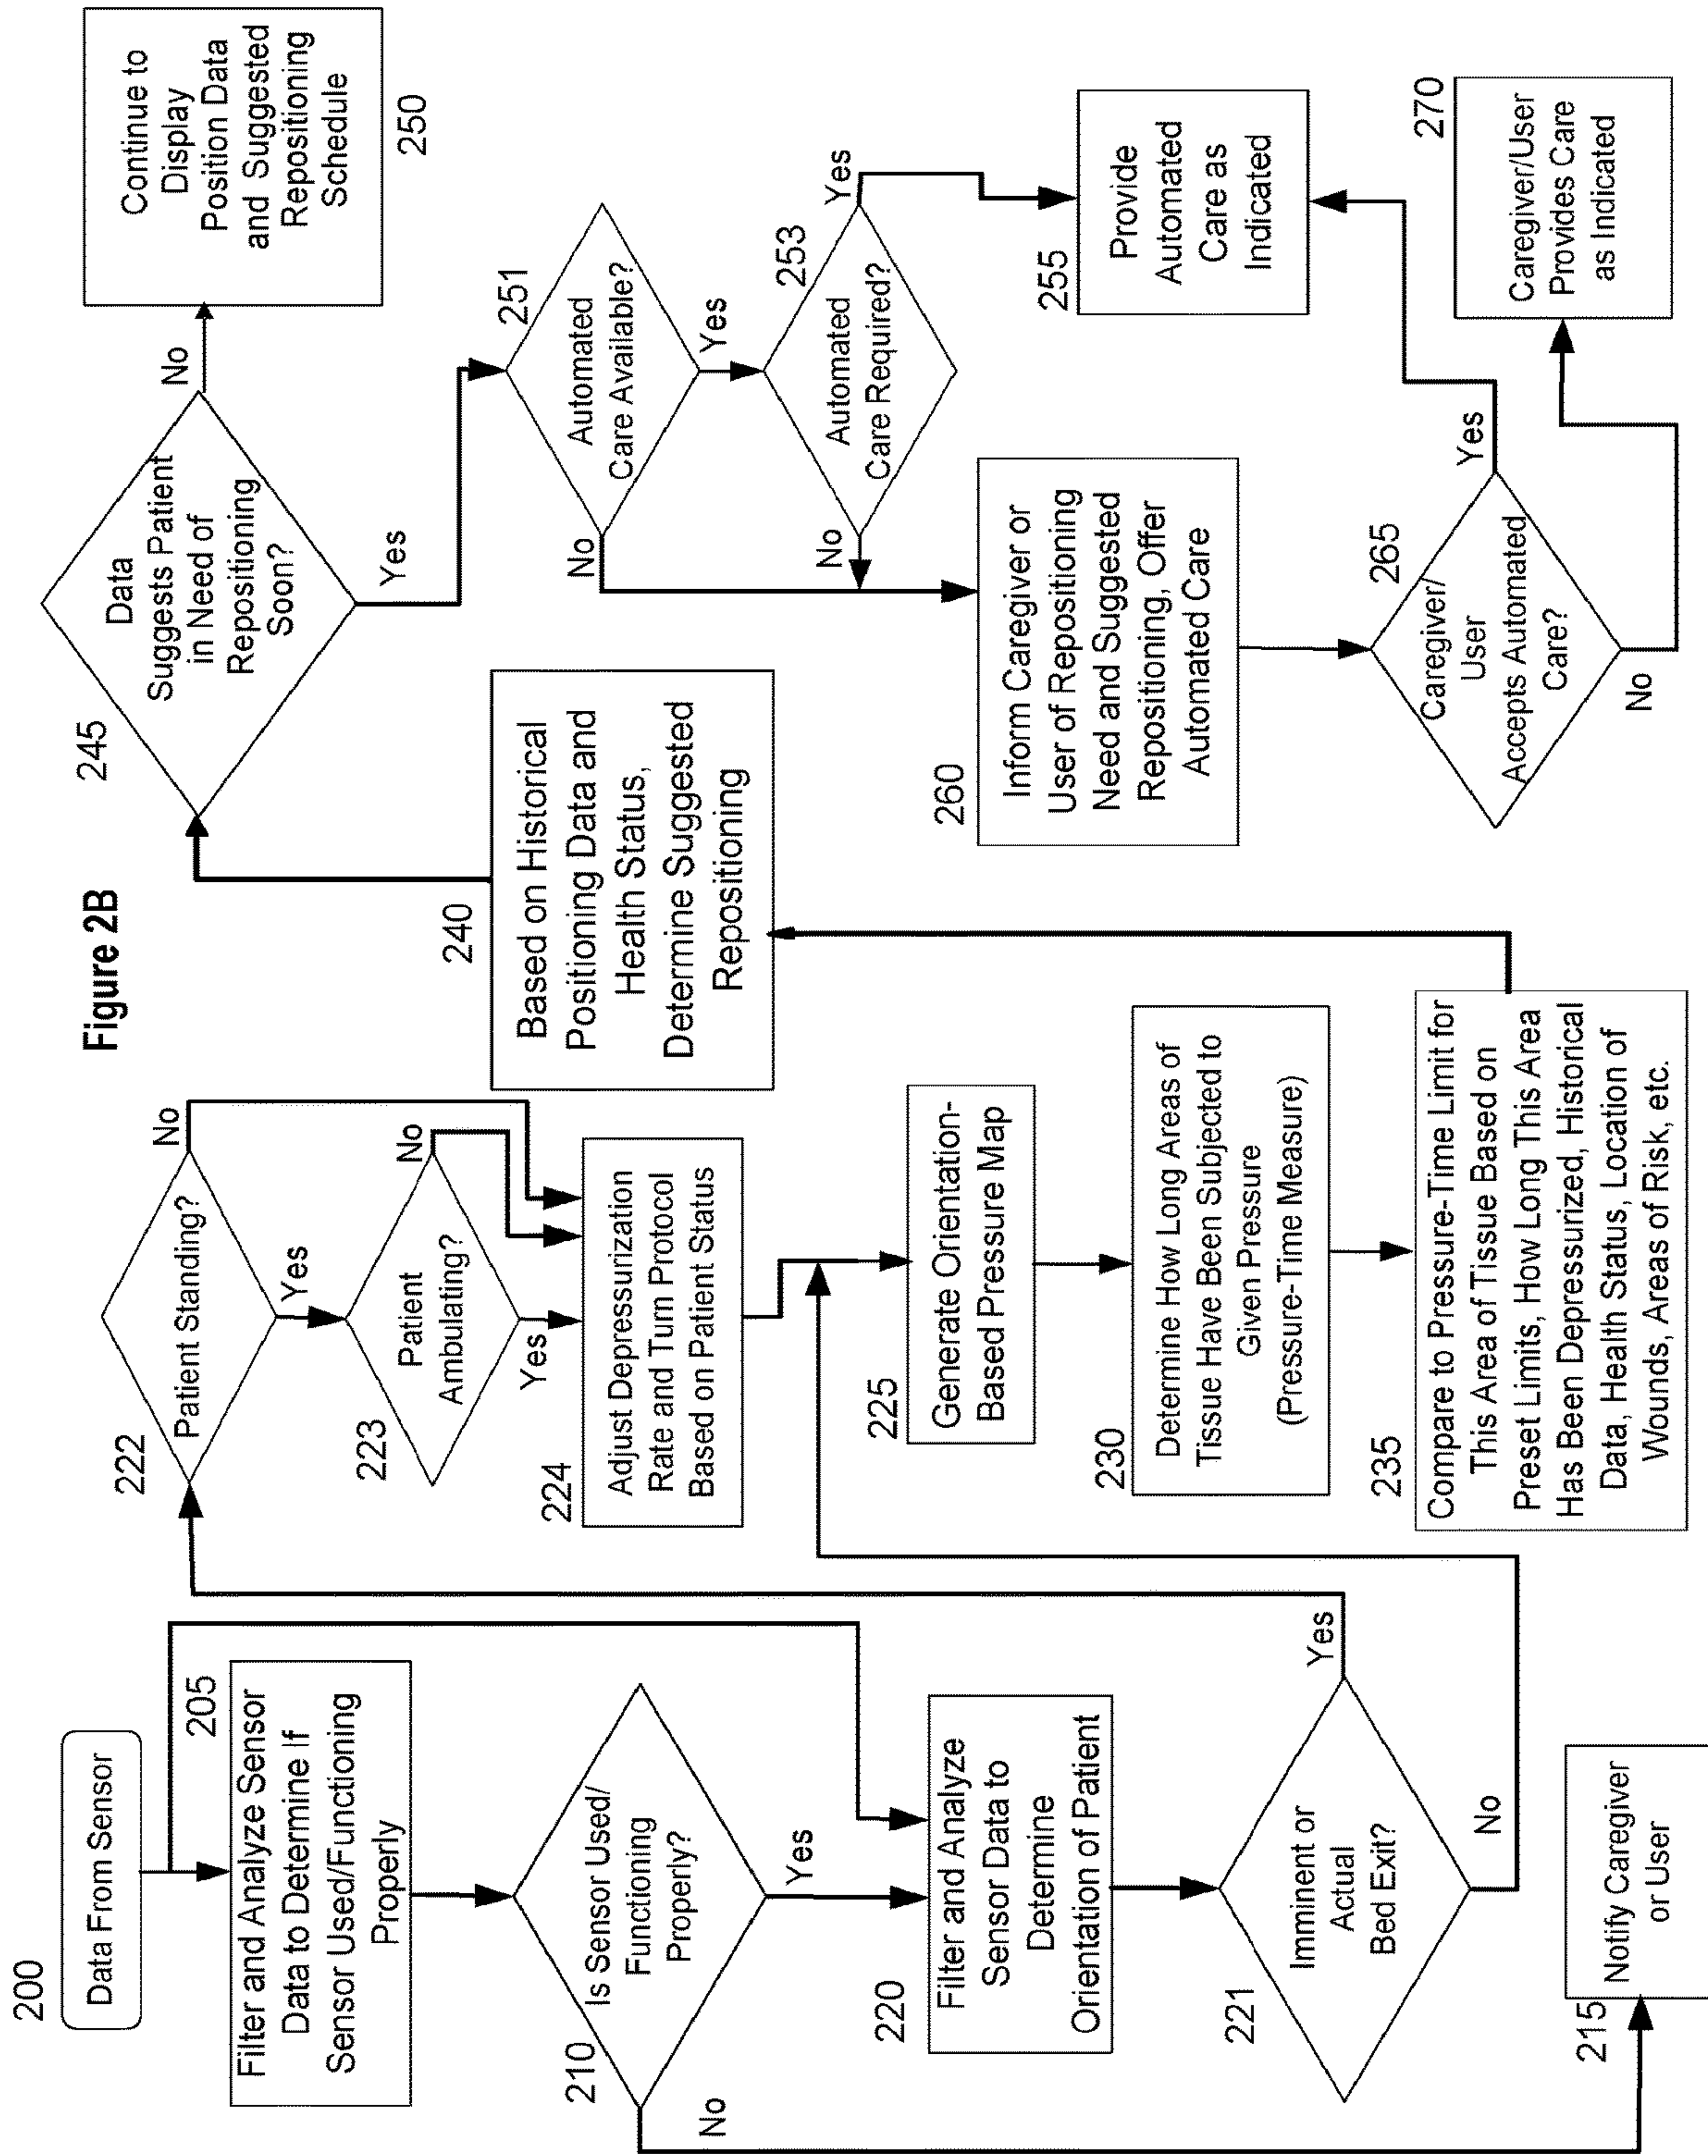 Figure 2B
200
Data From Sensor
205
Filter and Analyze Sensor
Data to Determine If
Sensor Used/Functioning
Properly
210
Is Sensor Used/
Functioning
Properly?
No
Yes
220
Filter and Analyze
Sensor Data to
Determine
Orientation of Patient
221
Imminent or
Actual
Bed Exit?
Yes
No
215
Notify Caregiver
or User
222
Patient Standing?
No
Yes
223
Patient
Ambulating?
No
Yes
224
Adjust Depressurization
Rate and Turn Protocol
Based on Patient Status
225
Generate Orientation-
Based Pressure Map
230
Determine How Long Areas of
Tissue Have Been Subjected to
Given Pressure
(Pressure-Time Measure)
235
Compare to Pressure-Time Limit for
This Area of Tissue Based on
Preset Limits, How Long This Area
Has Been Depressurized, Historical
Data, Health Status, Location of
Wounds, Areas of Risk, etc.
240
Based on Historical
Positioning Data and
Health Status,
Determine Suggested
Repositioning
245
Data
Suggests Patient
in Need of
Repositioning
Soon?
No
Yes
Continue to
Display
Position Data
and Suggested
Repositioning
Schedule
250
251
Automated
Care Available?
No
Yes
253
Automated
Care Required?
No
Yes
255
Provide
Automated
Care as
Indicated
260
Inform Caregiver or
User of Repositioning
Need and Suggested
Repositioning, Offer
Automated Care
265
Caregiver/
User
Accepts Automated
Care?
Yes
No
270
Caregiver/User
Provides Care
as Indicated